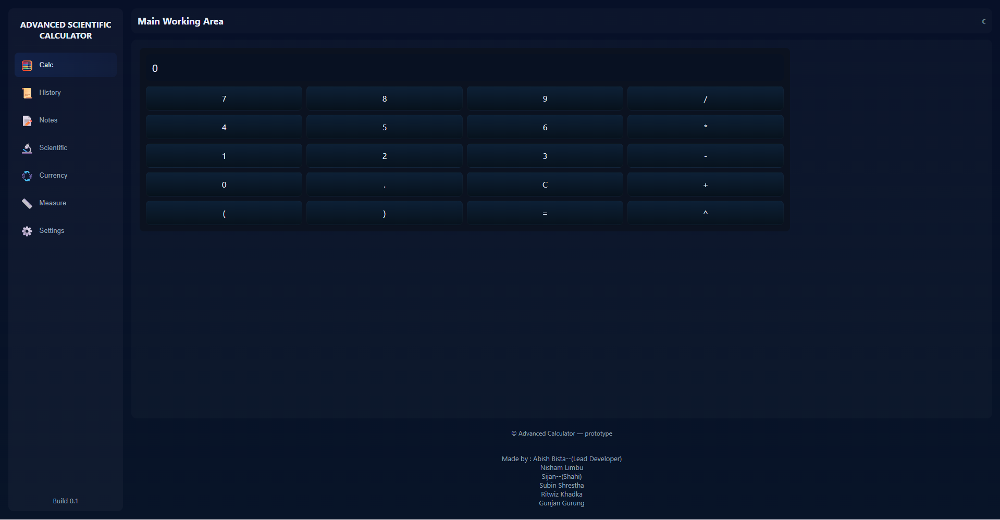 ADVANCED SCIENTIFIC
CALCULATOR
Calc
History
Notes
Scientific
Currency
Measure
Settings
Build 0.1
Main Working Area
0
7 8 9 /
4 5 6 *
1 2 3 -
0 . C +
( ) = ^
© Advanced Calculator — prototype
Made by : Abish Bista--(Lead Developer)
Nisham Limbu
Sijan--(Shahi)
Subin Shrestha
Ritwiz Khadka
Gunjan Gurung